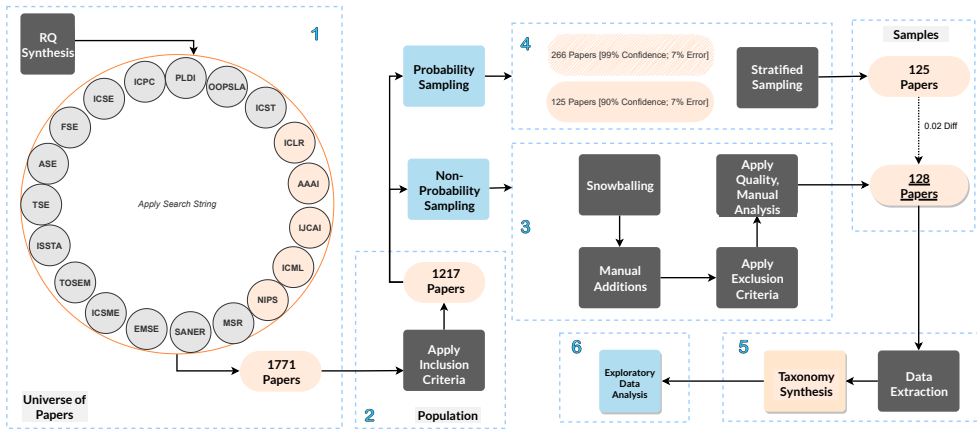 1
RQ
Synthesis
PLDI
OOPSLA
ICST
ICLR
AAAI
IJCAI
ICML
NIPS
MSR
SANER
EMSE
ICSME
TOSEM
ISSTA
TSE
ASE
FSE
ICSE
ICPC
Apply Search String
1771
Papers
Universe of
Papers
2
Apply
Inclusion
Criteria
Population
1217
Papers
Probability
Sampling
Non-
Probability
Sampling
4
266 Papers [99% Confidence; 7% Error]
125 Papers [90% Confidence; 7% Error]
Stratified
Sampling
3
Snowballing
Manual
Additions
Apply
Exclusion
Criteria
Apply
Quality,
Manual
Analysis
Samples
125
Papers
0.02 Diff
128
Papers
5
Data
Extraction
Taxonomy
Synthesis
6
Exploratory
Data
Analysis